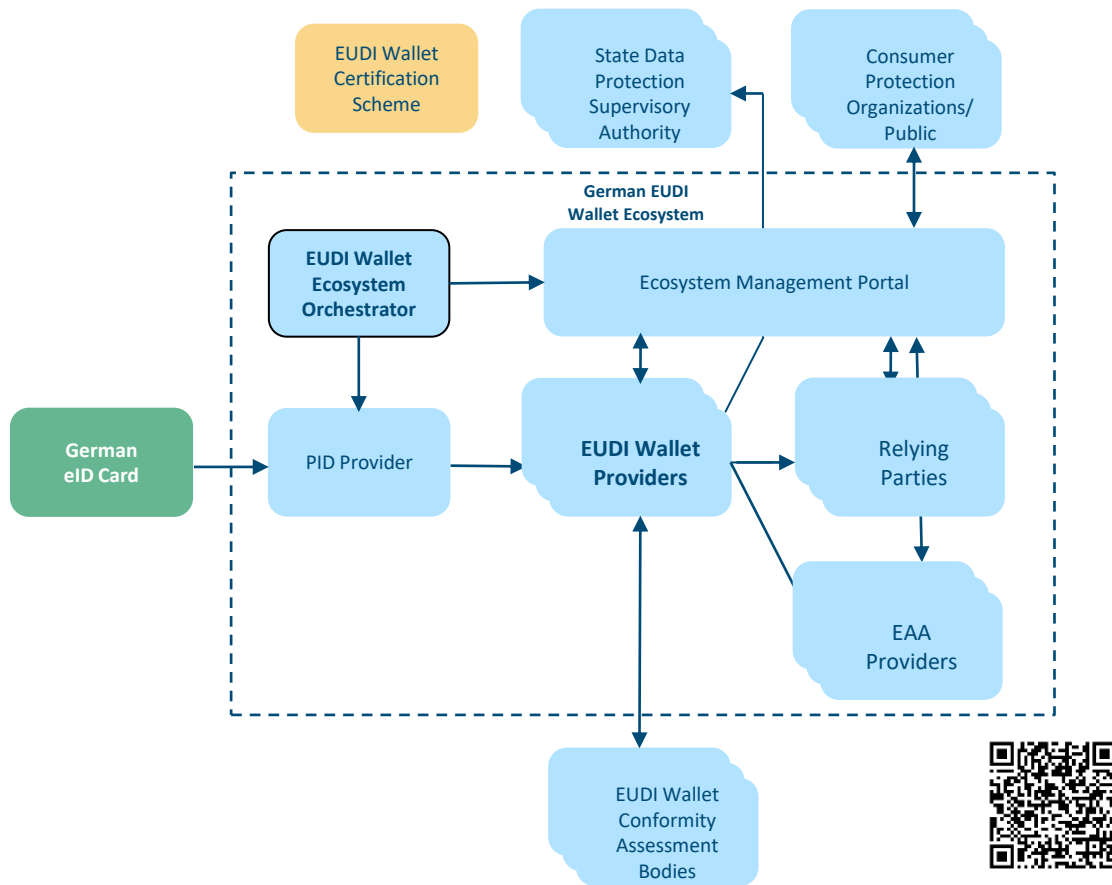 EUDI Wallet
Certification
Scheme
State Data
Protection
Supervisory
Authority
Consumer
Protection
Organizations/
Public
German EUDI
Wallet Ecosystem
EUDI Wallet
Ecosystem
Orchestrator
Ecosystem Management Portal
German
eID Card
PID Provider
EUDI Wallet
Providers
Relying
Parties
EAA
Providers
EUDI Wallet
Conformity
Assessment
Bodies